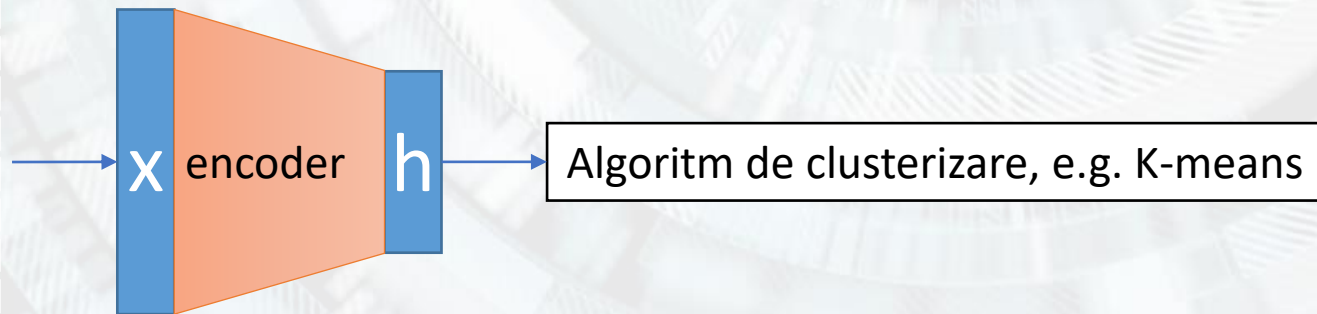 x encoder h Algoritm de clusterizare, e.g. K-means